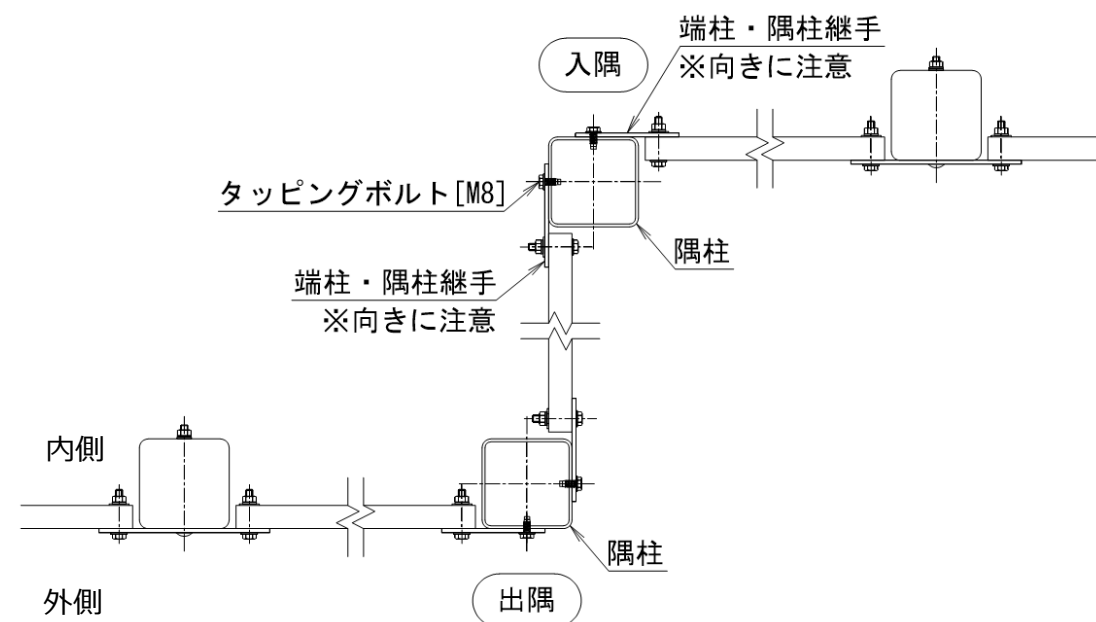 端柱・隅柱継手
※向きに注意
入隅
タッピングボルト[M8]
隅柱
端柱・隅柱継手
※向きに注意
内側
隅柱
外側
出隅